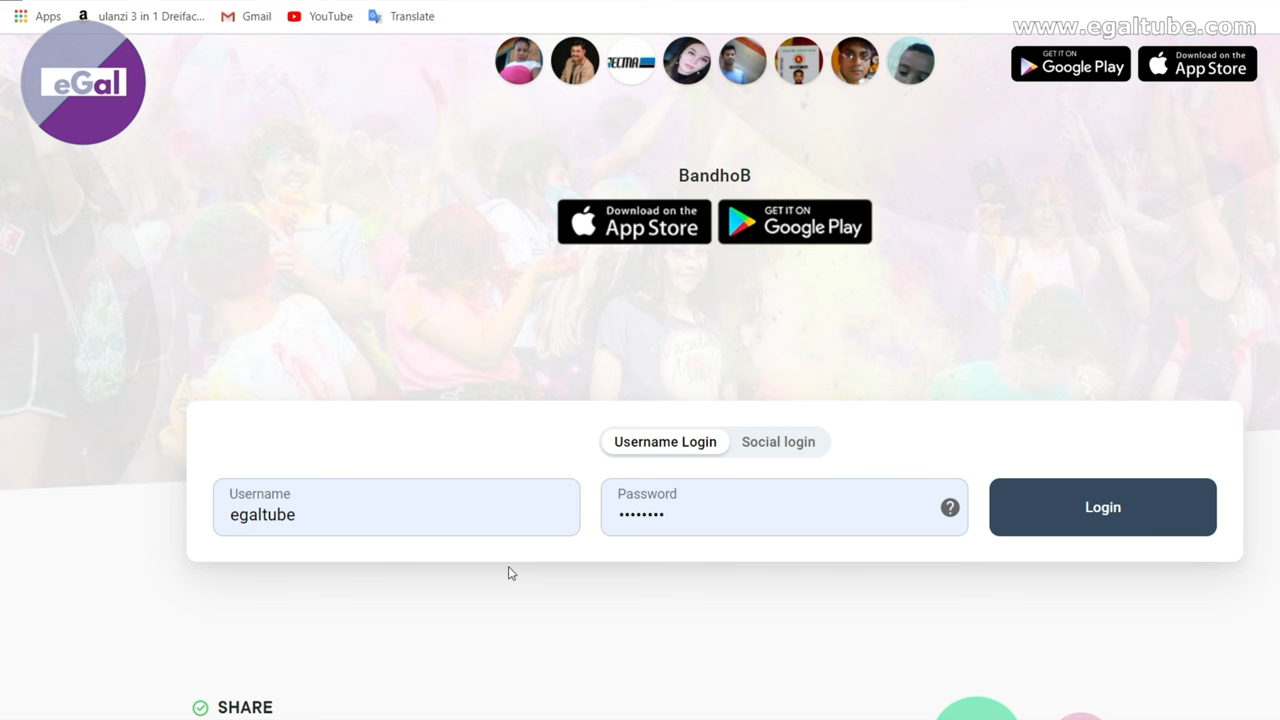 Apps
a ulanzi 3 in 1 Dreifac...
Gmail
YouTube
Translate
www.egaltube.com
eGal
TECMA
GET IT ON
Google Play
Download on the
App Store
BandhoB
Download on the
App Store
GET IT ON
Google Play
Username Login
Social login
Username
egaltube
Password
••••••••
?
Login
SHARE